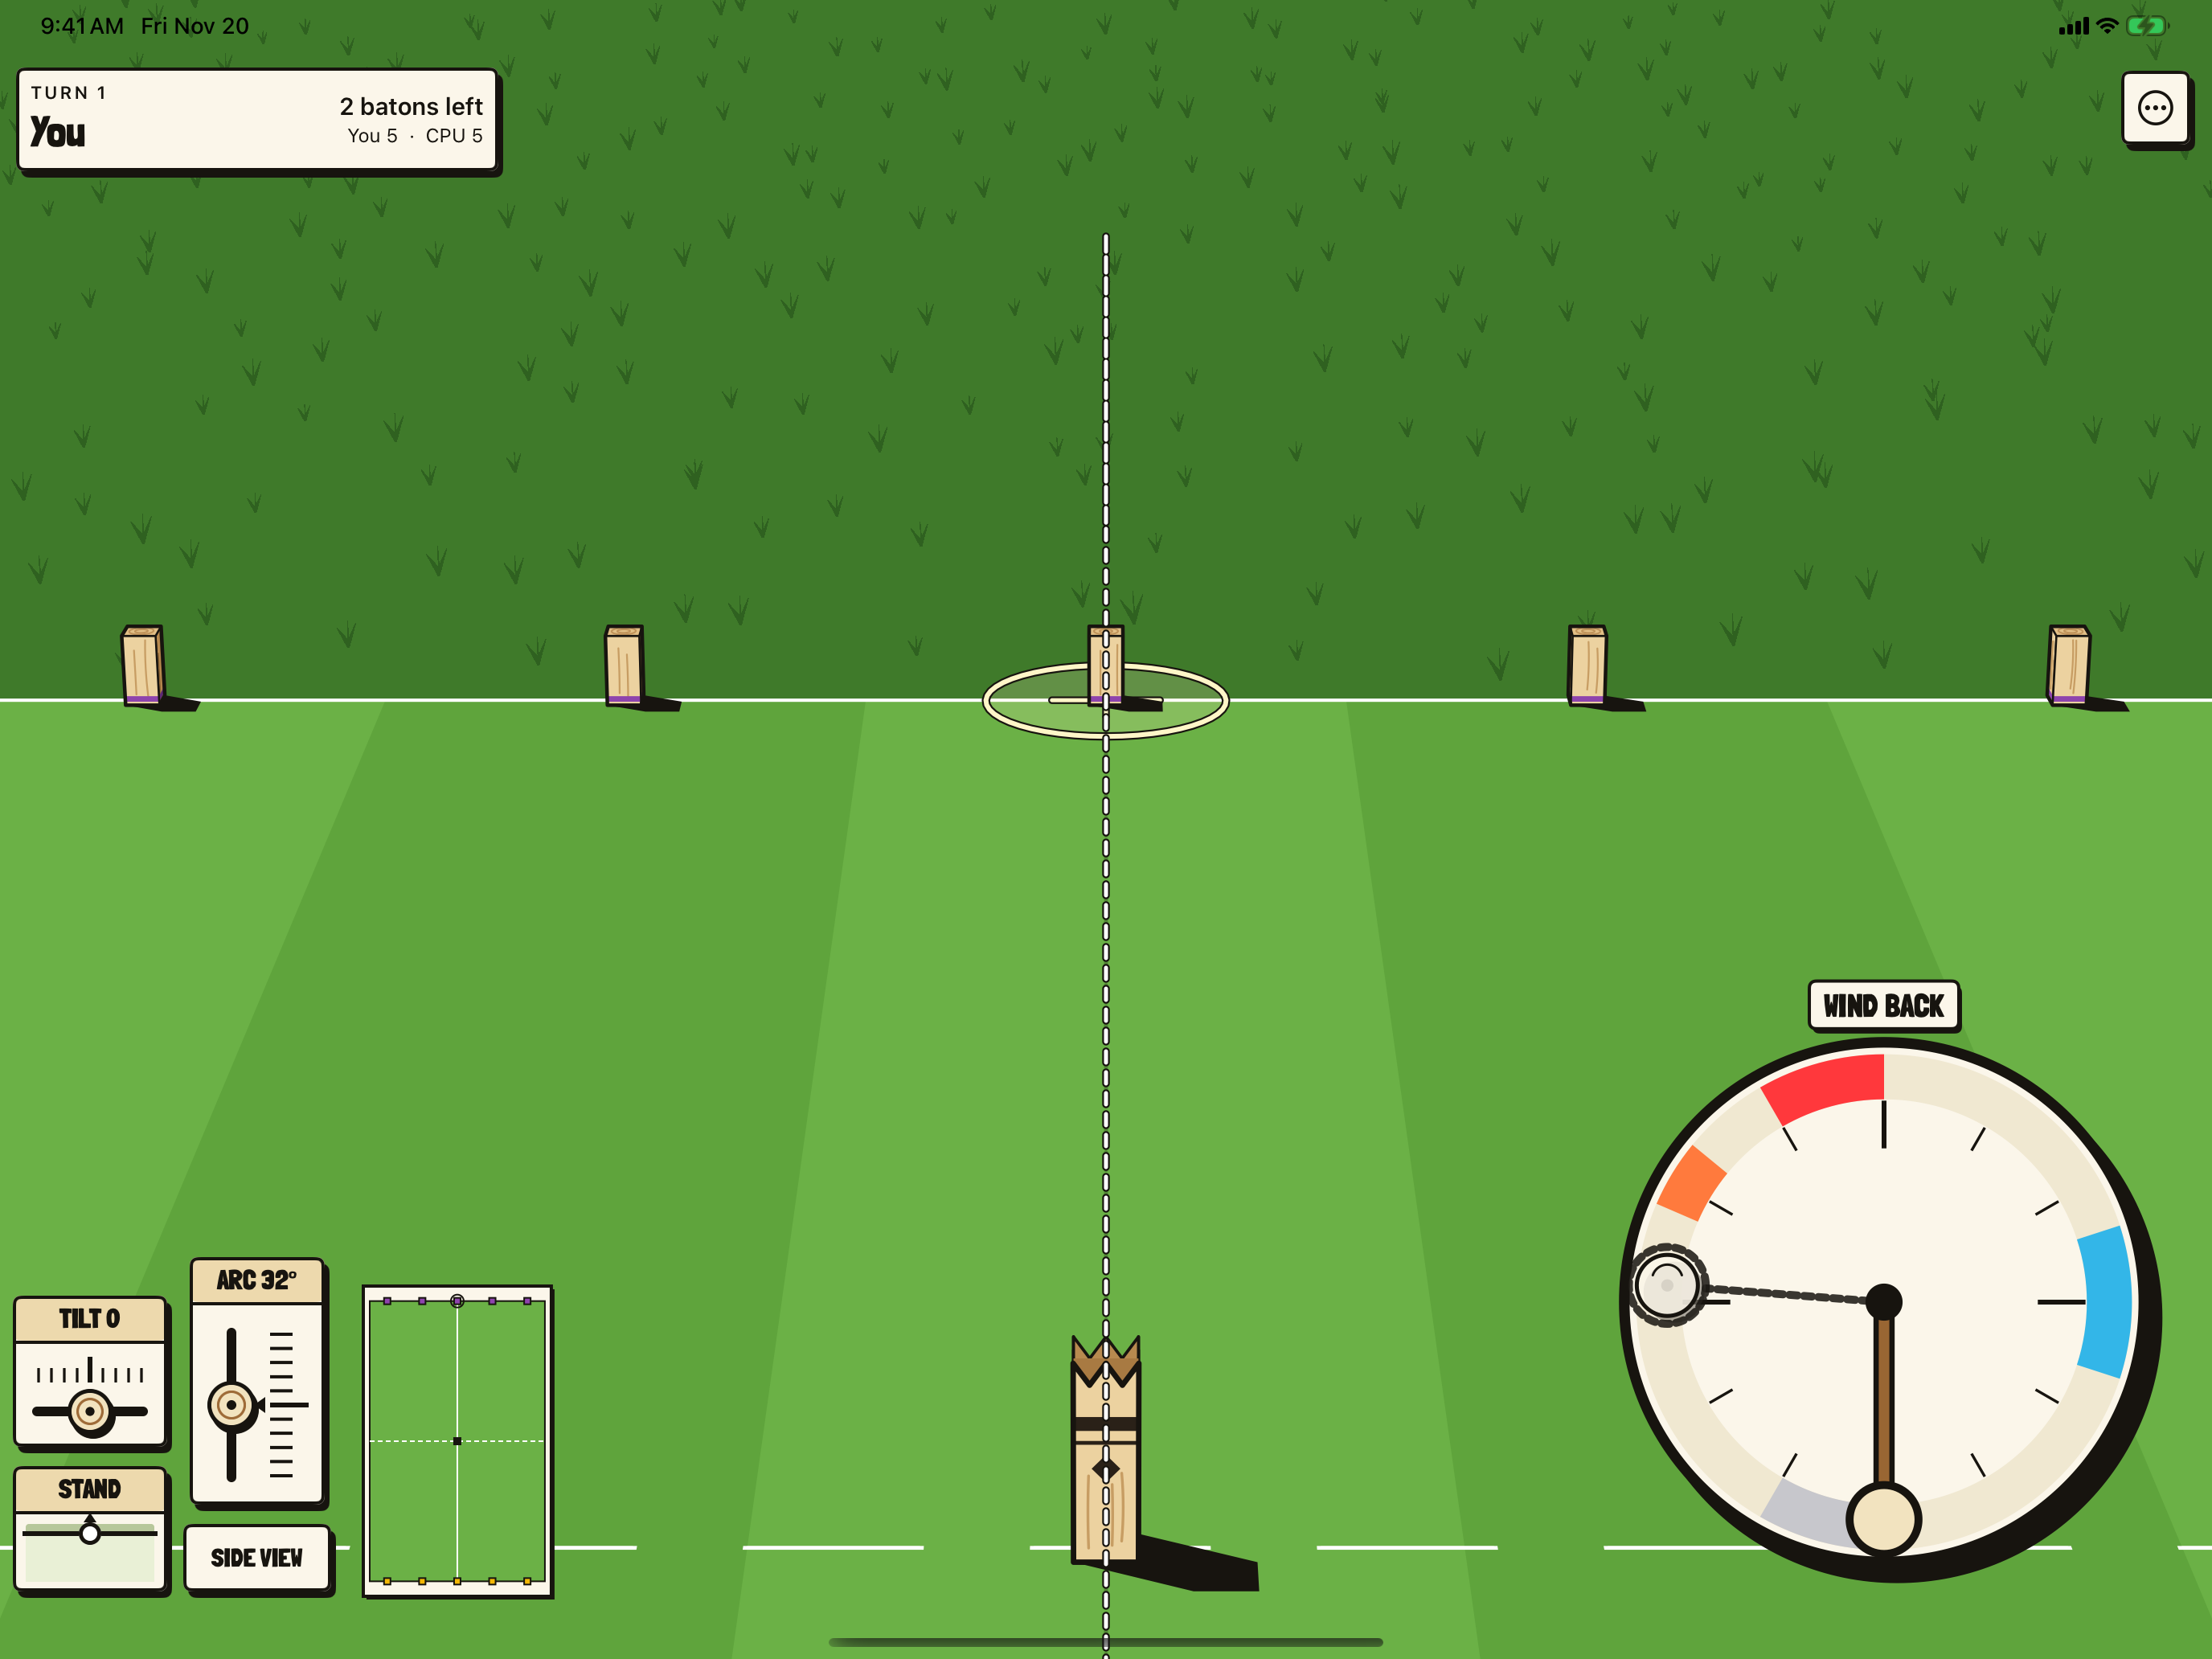 9:41 AM Fri Nov 20
TURN 1
You
2 batons left
You 5 · CPU 5
WIND BACK
ARC 32°
TILT 0
STAND
SIDE VIEW